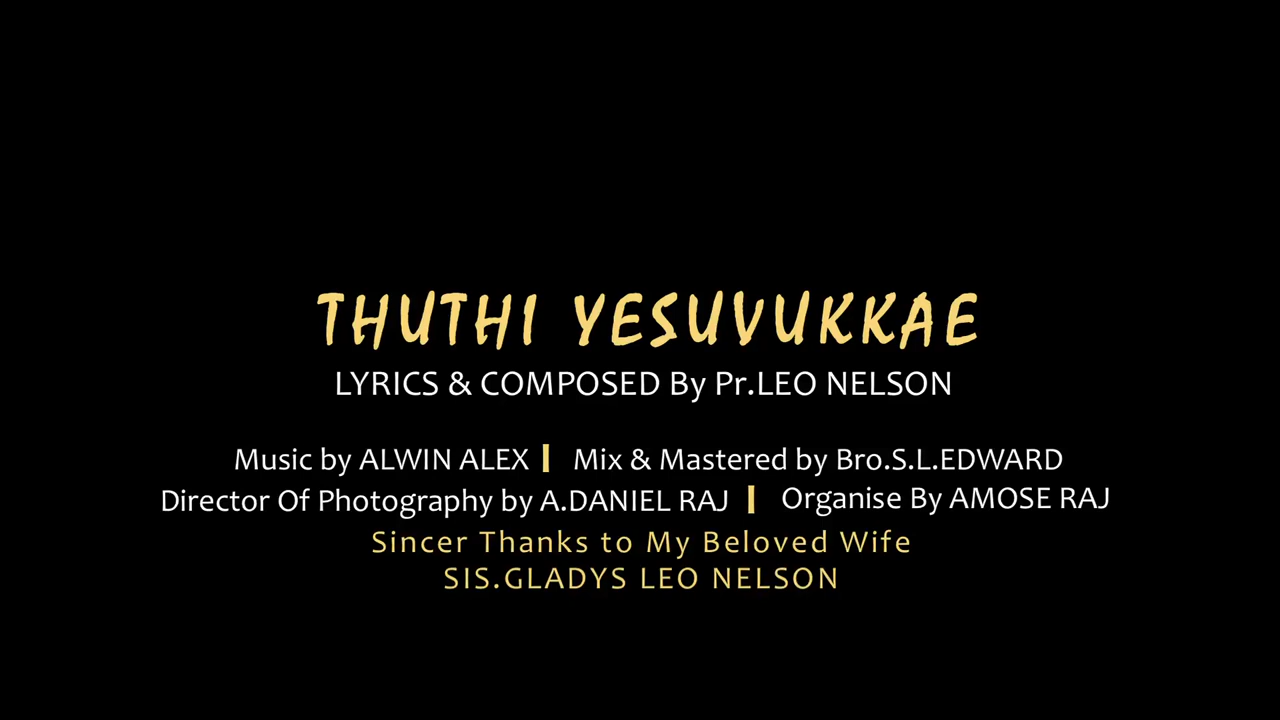 THUTHI YESUVUKKAE
LYRICS & COMPOSED By Pr.LEO NELSON
Music by ALWIN ALEX | Mix & Mastered by Bro.S.L.EDWARD
Director Of Photography by A.DANIEL RAJ | Organise By AMOSE RAJ
Sincer Thanks to My Beloved Wife
SIS.GLADYS LEO NELSON